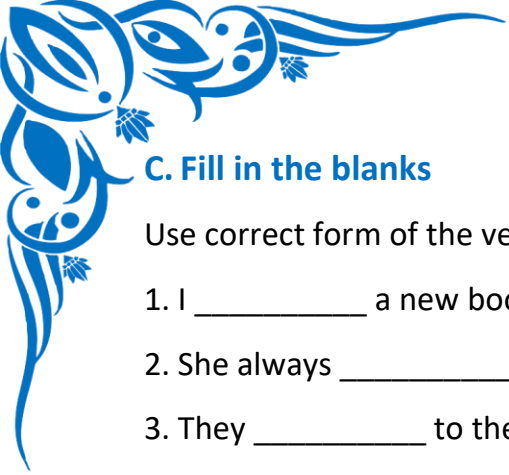 C. Fill in the blanks
Use correct form of the
1. I __________ a new
2. She always __________
3. They __________ to